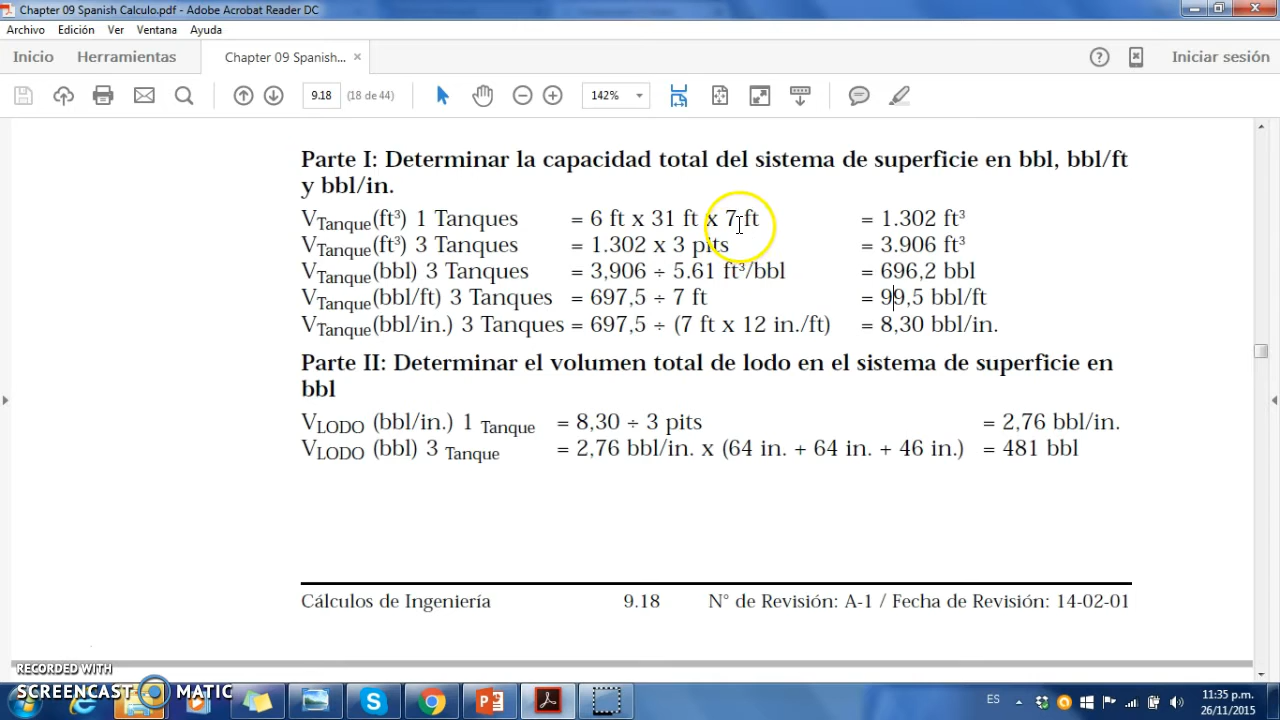 Chapter 09 Spanish Calculo.pdf - Adobe Acrobat Reader DC
Archivo Edición Ver Ventana Ayuda
Inicio Herramientas Chapter 09 Spanish... × Iniciar sesión
9.18 (18 de 44) 142%
Parte I: Determinar la capacidad total del sistema de superficie en bbl, bbl/ft
y bbl/in.
VTanque(ft³) 1 Tanques = 6 ft x 31 ft x 7 ft = 1.302 ft³
VTanque(ft³) 3 Tanques = 1.302 x 3 pits = 3.906 ft³
VTanque(bbl) 3 Tanques = 3,906 ÷ 5.61 ft³/bbl = 696,2 bbl
VTanque(bbl/ft) 3 Tanques = 697,5 ÷ 7 ft = 99,5 bbl/ft
VTanque(bbl/in.) 3 Tanques = 697,5 ÷ (7 ft x 12 in./ft) = 8,30 bbl/in.
Parte II: Determinar el volumen total de lodo en el sistema de superficie en
bbl
VLODO (bbl/in.) 1 Tanque = 8,30 ÷ 3 pits = 2,76 bbl/in.
VLODO (bbl) 3 Tanque = 2,76 bbl/in. x (64 in. + 64 in. + 46 in.) = 481 bbl
Cálculos de Ingeniería 9.18 N° de Revisión: A-1 / Fecha de Revisión: 14-02-01
RECORDED WITH
SCREENCAST MATIC
ES 11:35 p.m.
26/11/2015